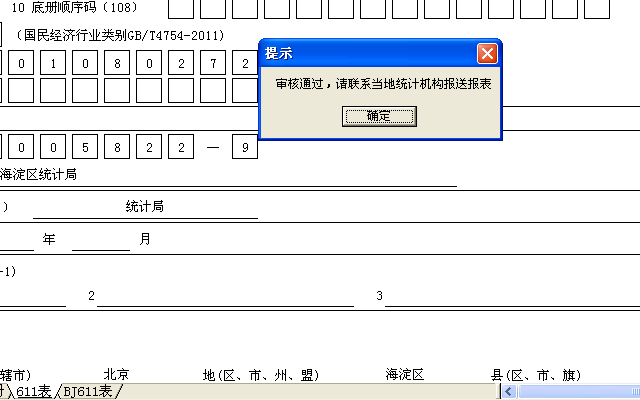 10 底册顺序码（108）
（国民经济行业类别GB/T4754-2011）
提示
0 1 0 8 0 2 7 2
审核通过，请联系当地统计机构报送报表
确定
0 0 5 8 2 2 — 9
海淀区统计局
） 统计局
年 月
-1)
2 3
辖市) 北京 地(区、市、州、盟) 海淀区 县(区、市、旗)
611表 BJ611表